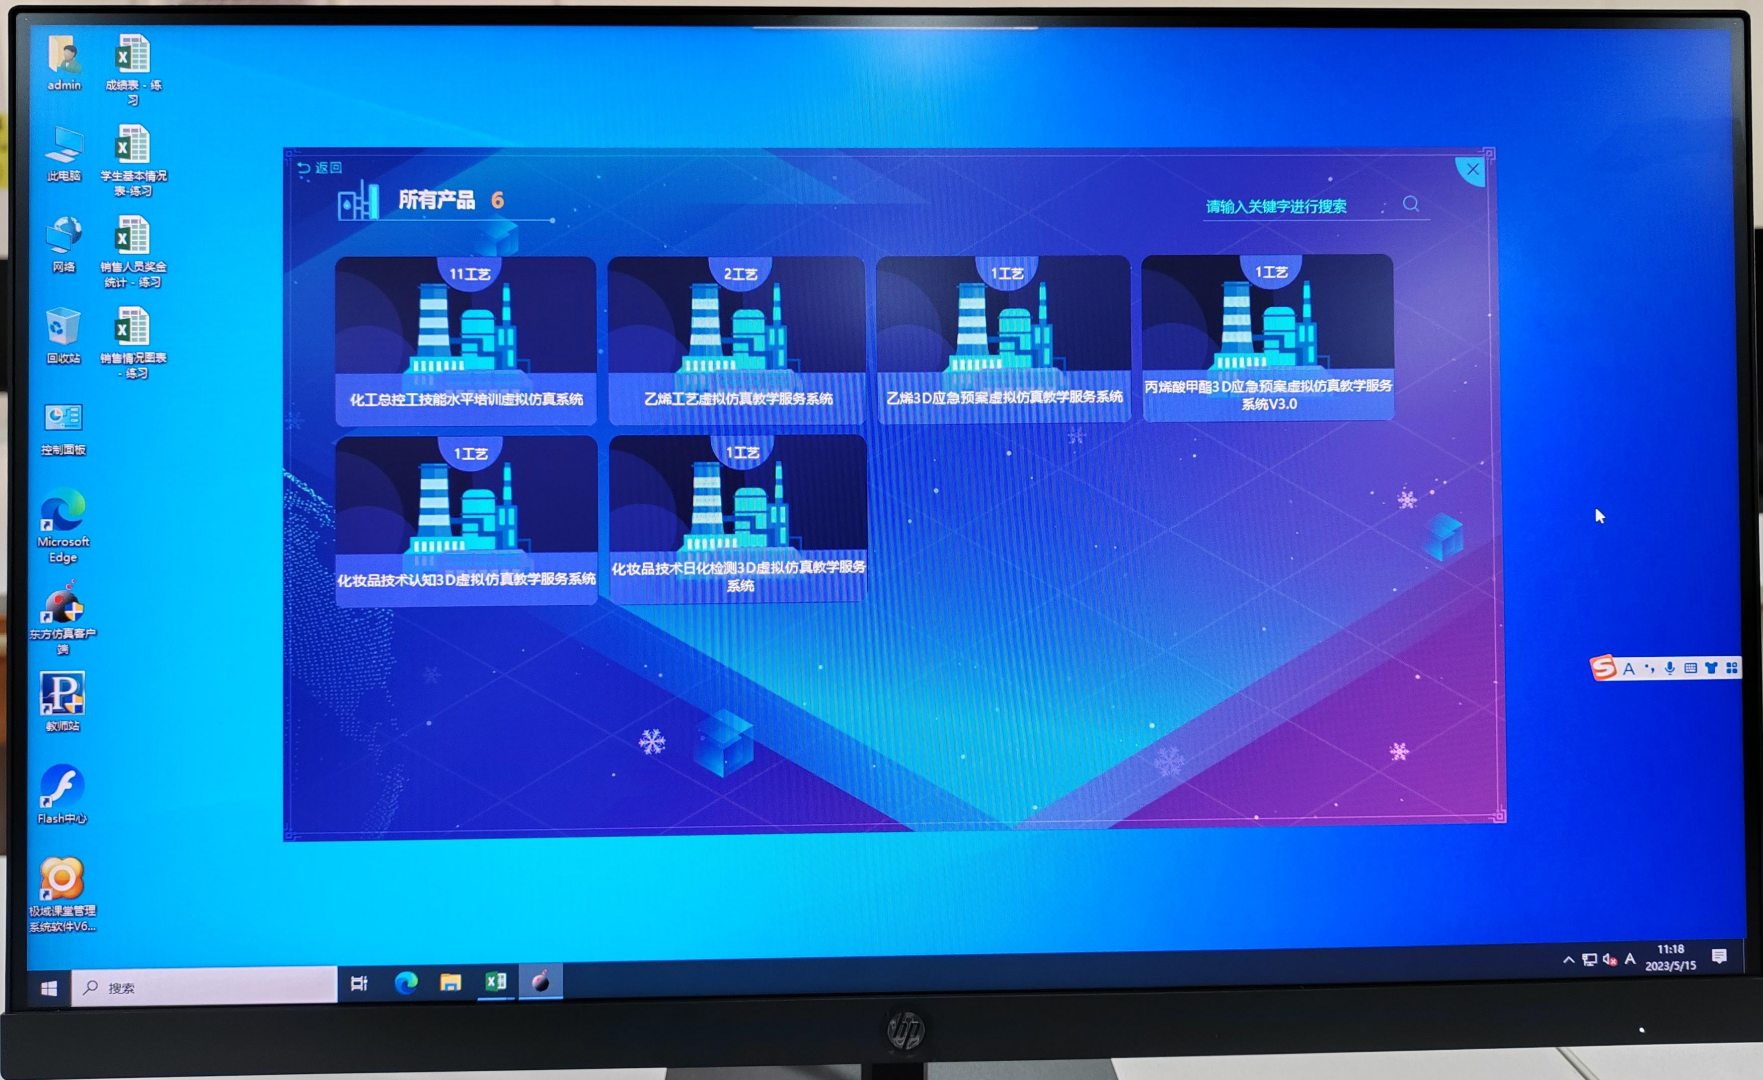 admin
成绩表 - 练
习
此电脑
学生基本情况
表-练习
网络
销售人员奖金
统计 - 练习
回收站
销售情况图表
- 练习
控制面板
Microsoft
Edge
东方仿真客户
端
教师站
Flash中心
极域课堂管理
系统软件V6...
返回
所有产品 6
请输入关键字进行搜索
11工艺
化工总控工技能水平培训虚拟仿真系统
2工艺
乙烯工艺虚拟仿真教学服务系统
1工艺
乙烯3D应急预案虚拟仿真教学服务系统
1工艺
丙烯酸甲酯3D应急预案虚拟仿真教学服务
系统V3.0
1工艺
化妆品技术认知3D虚拟仿真教学服务系统
1工艺
化妆品技术日化检测3D虚拟仿真教学服务
系统
S A
搜索
A
11:18
2023/5/15
hp